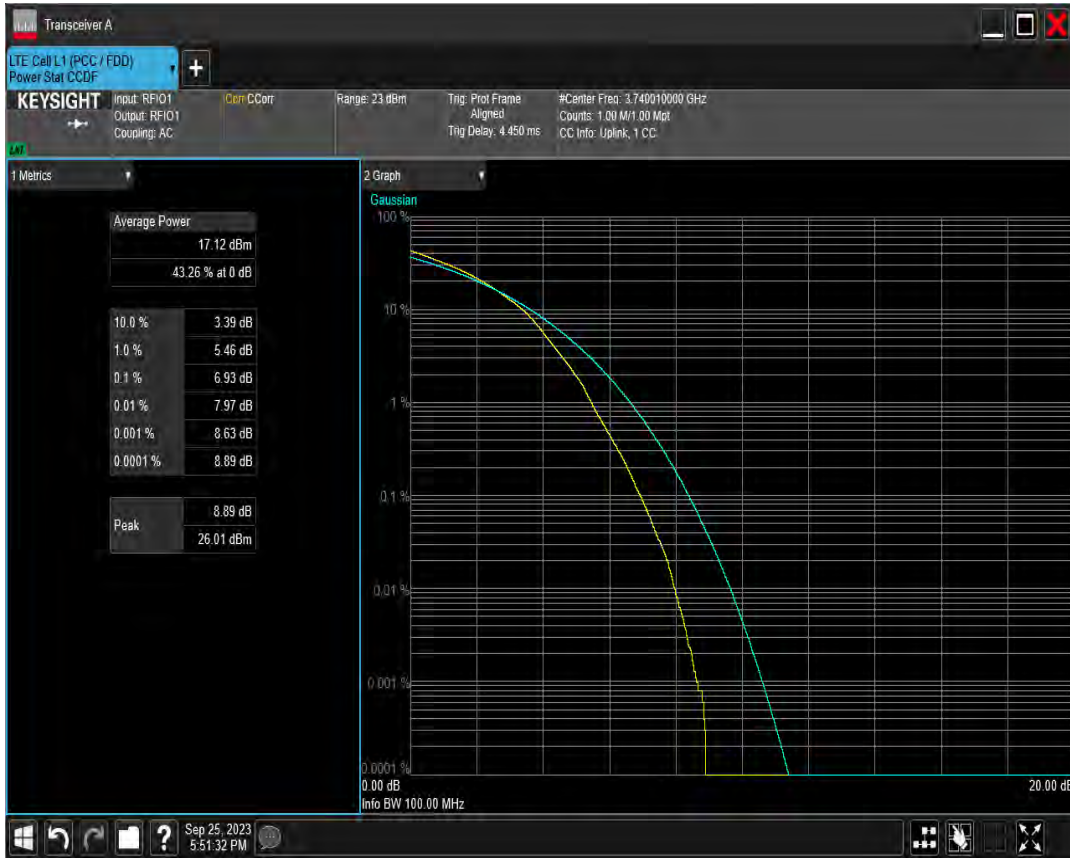 Transceiver A
LTE Cell L1 (PCC / FDD)
Power Stat CCDF
+
KEYSIGHT
Input: RFIO1
Output: RFIO1
Coupling: AC
Corr CCorr
Range: 23 dBm
Trig: Prot Frame
Aligned
Trig Delay: 4.450 ms
#Center Freq: 3.740010000 GHz
Counts: 1.00 M/1.00 Mpt
CC Info: Uplink, 1 CC
1 Metrics
Average Power
17.12 dBm
43.26 % at 0 dB
10.0 % 3.39 dB
1.0 % 5.46 dB
0.1 % 6.93 dB
0.01 % 7.97 dB
0.001 % 8.63 dB
0.0001 % 8.89 dB
Peak
8.89 dB
26.01 dBm
2 Graph
Gaussian
100 %
10 %
1 %
0.1 %
0.01 %
0.001 %
0.0001 %
0.00 dB
20.00 dB
Info BW 100.00 MHz
?
Sep 25, 2023
5:51:32 PM